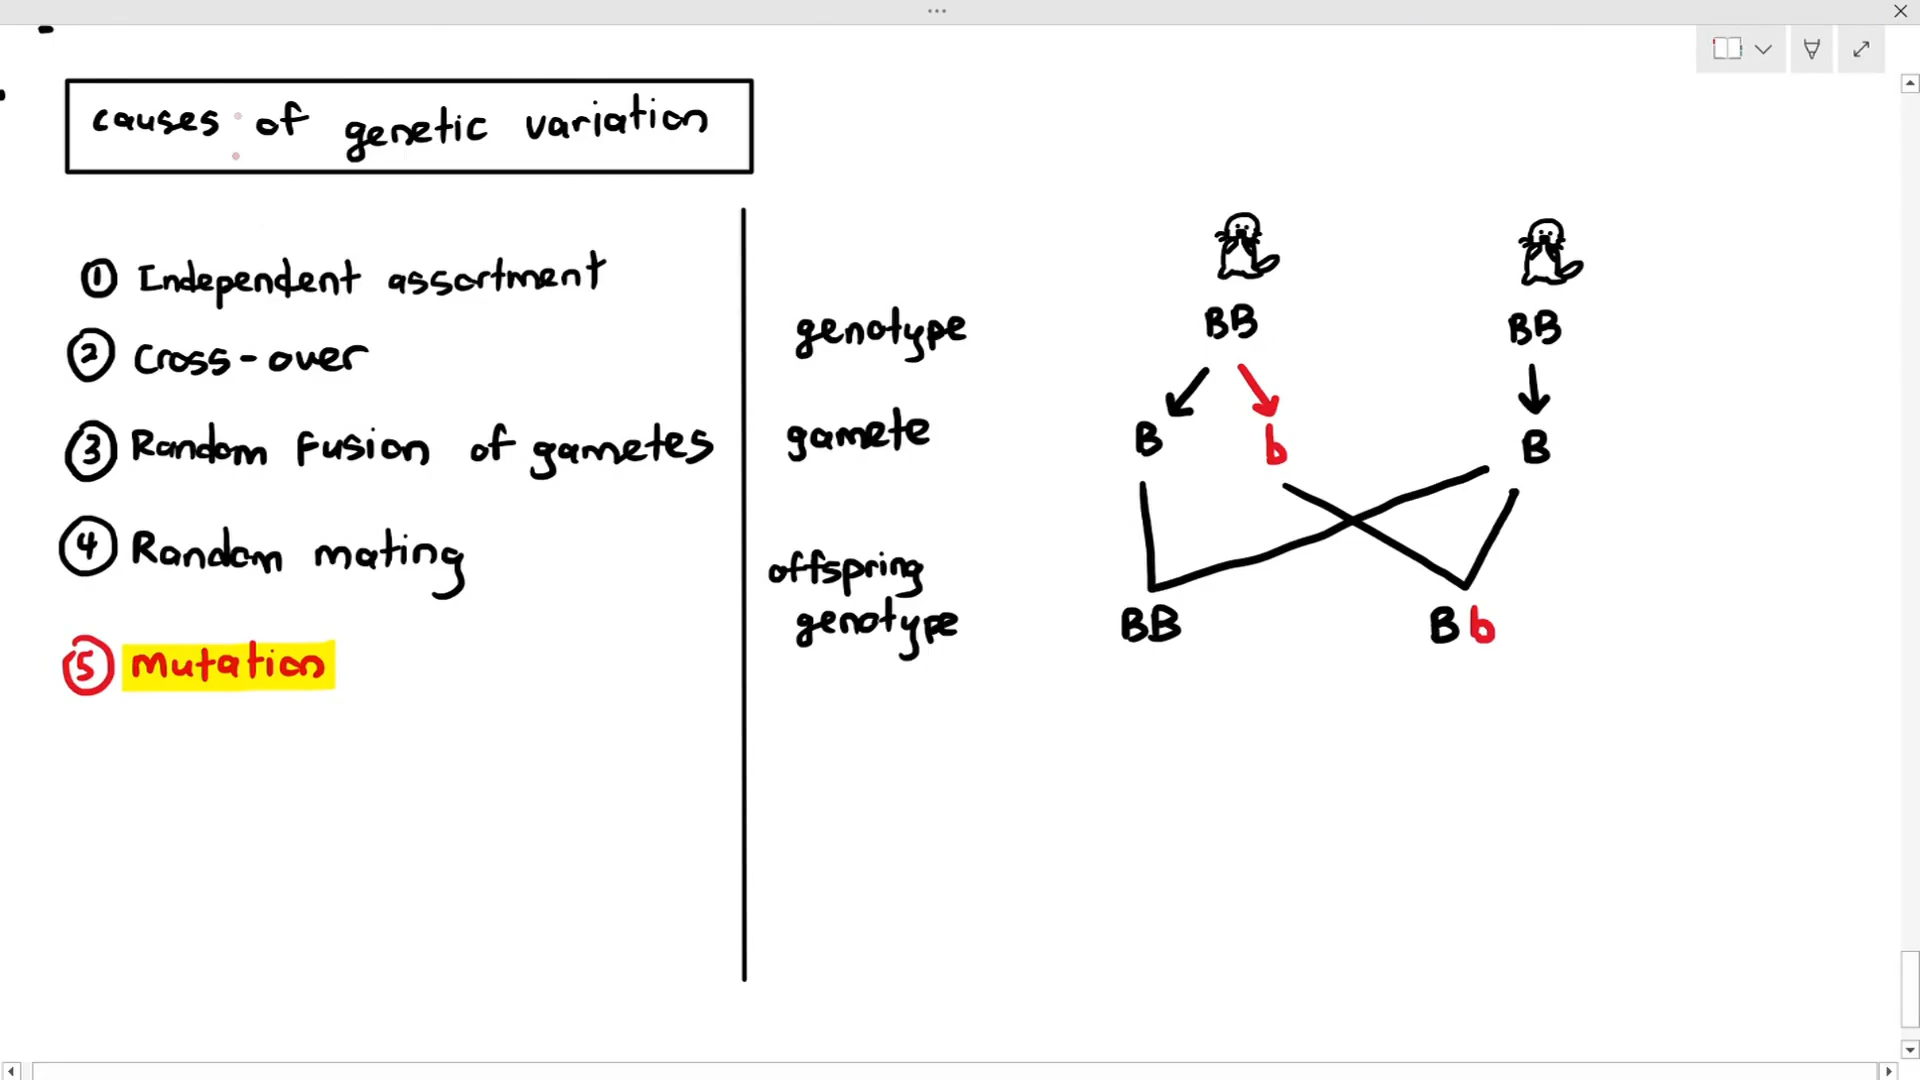 causes of genetic variation
① Independent assortment
② Cross-over
③ Random Fusion of gametes
④ Random mating
⑤ Mutation
genotype BB BB
gamete B b B
offspring
genotype BB Bb